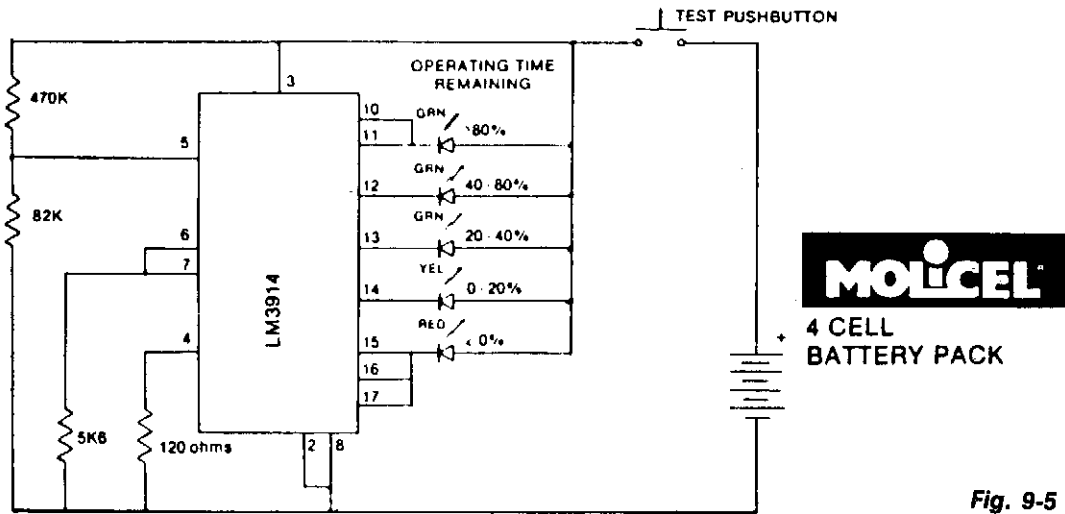 TEST PUSHBUTTON
OPERATING TIME
REMAINING
470K
3
10
GRN
>80%
11
5
GRN
12
40-80%
82K
GRN
6
13
20-40%
7
YEL
14
0-20%
LM3914
RED
4
15
< 0%
16
17
5K6
120 ohms
2
8
MOLICEL
+
4 CELL
BATTERY PACK
Fig. 9-5